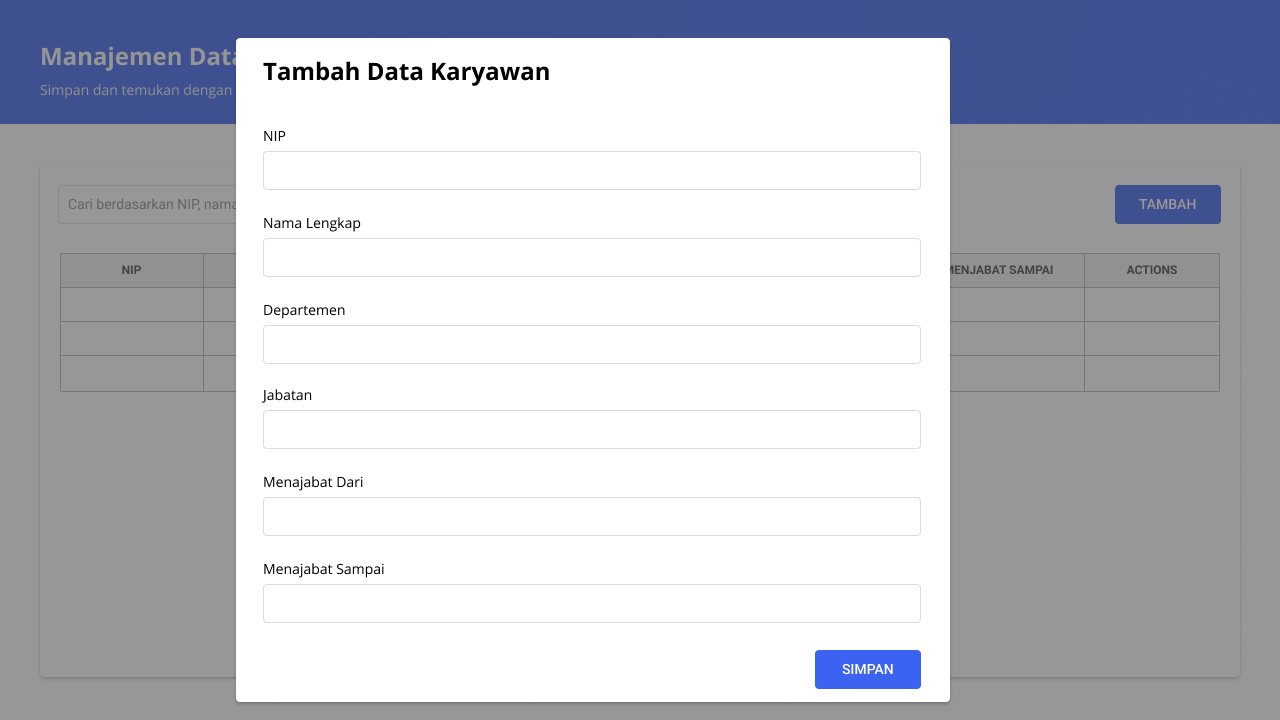 Manajemen Data
Simpan dan temukan dengan
Tambah Data Karyawan
NIP
Nama Lengkap
Departemen
Jabatan
Menajabat Dari
Menajabat Sampai
SIMPAN
Cari berdasarkan NIP, nama
TAMBAH
NIP
MENJABAT SAMPAI
ACTIONS